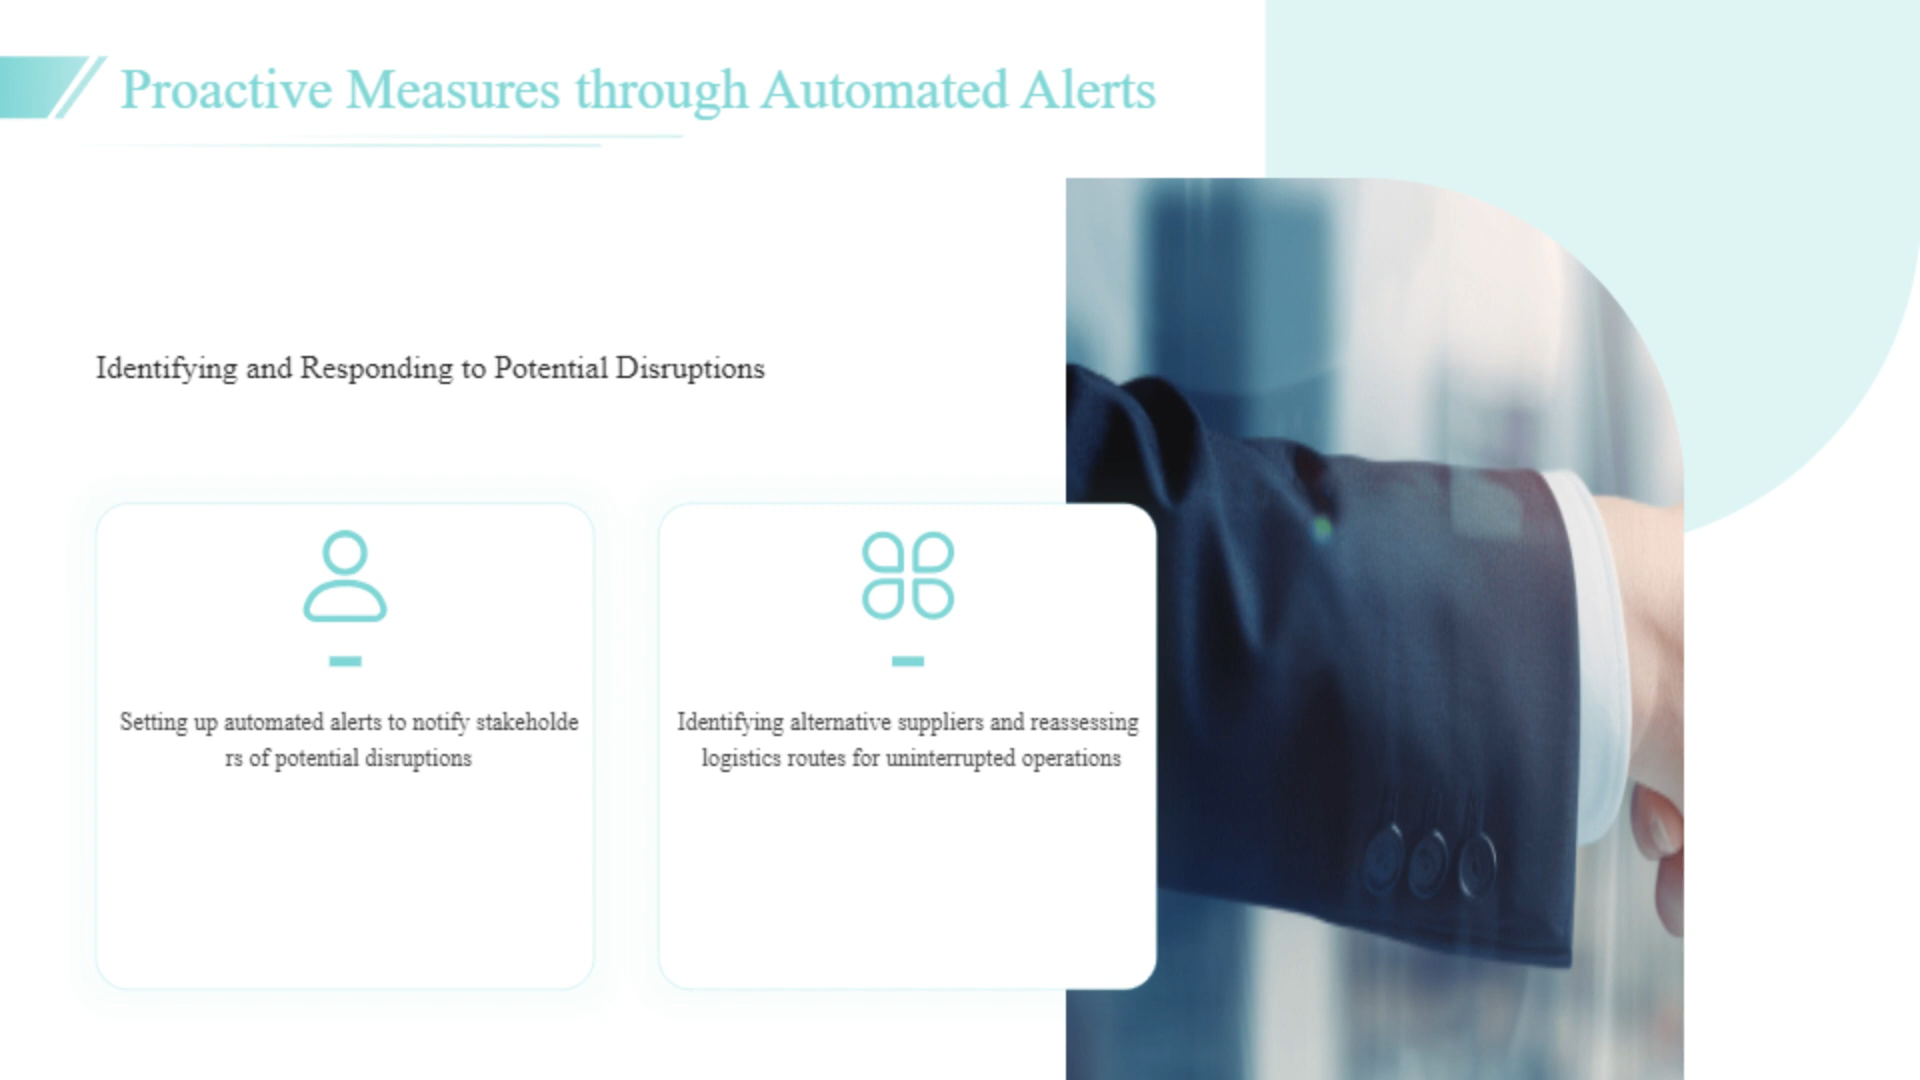 Proactive Measures through Automated Alerts
Identifying and Responding to Potential Disruptions
Setting up automated alerts to notify stakeholde
rs of potential disruptions
Identifying alternative suppliers and reassessing
logistics routes for uninterrupted operations